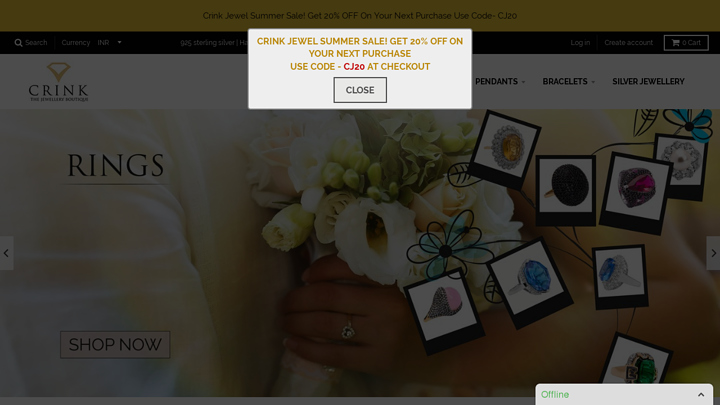 Crink Jewel Summer Sale! Get 20% OFF On Your Next Purchase Use Code- CJ20
Search
Currency INR
925 sterling silver | Ha
Log in
Create account
0 Cart
CRINK JEWEL SUMMER SALE! GET 20% OFF ON
YOUR NEXT PURCHASE
USE CODE - CJ20 AT CHECKOUT
CLOSE
CRINK
THE JEWELLERY BOUTIQUE
PENDANTS
BRACELETS
SILVER JEWELLERY
RINGS
SHOP NOW
Offline